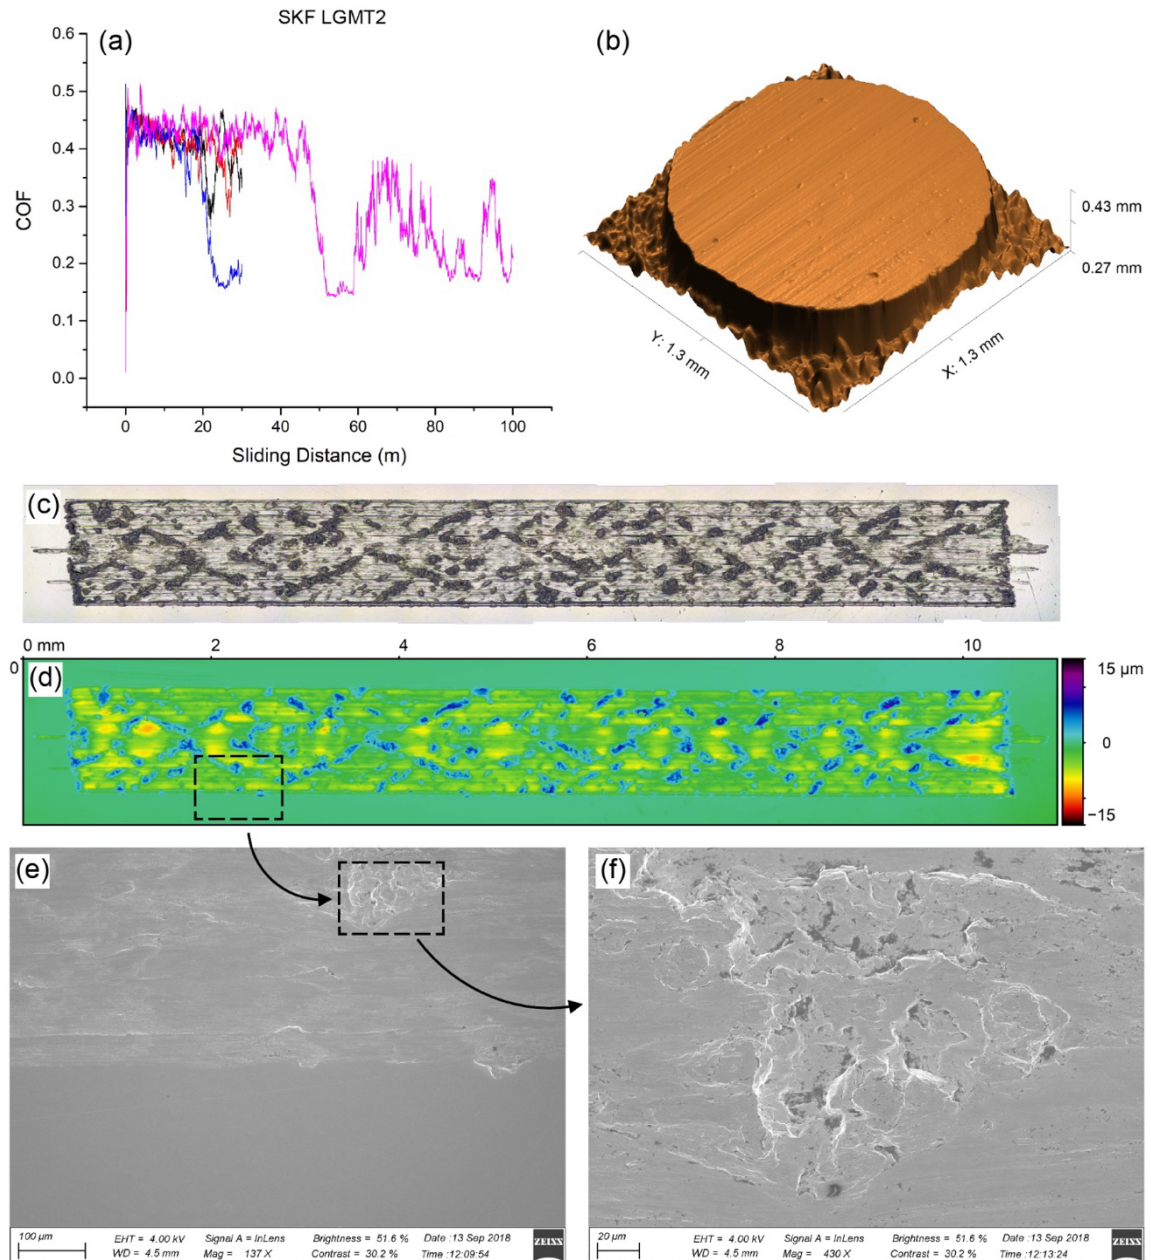 SKF LGMT2
(a)
0.6
0.5
0.4
0.3
0.2
0.1
0.0
COF
0 20 40 60 80 100
Sliding Distance (m)
(b)
0.43 mm
0.27 mm
Y: 1.3 mm
X: 1.3 mm
(c)
0 mm 2 4 6 8 10
0
(d)
15 µm
0
−15
(e)
(f)
100 µm
EHT = 4.00 kV Signal A = InLens Brightness = 51.6 % Date :13 Sep 2018
WD = 4.5 mm Mag = 137 X Contrast = 30.2 % Time :12:09:54
ZEISS
20 µm
EHT = 4.00 kV Signal A = InLens Brightness = 51.6 % Date :13 Sep 2018
WD = 4.5 mm Mag = 430 X Contrast = 30.2 % Time :12:13:24
ZEISS